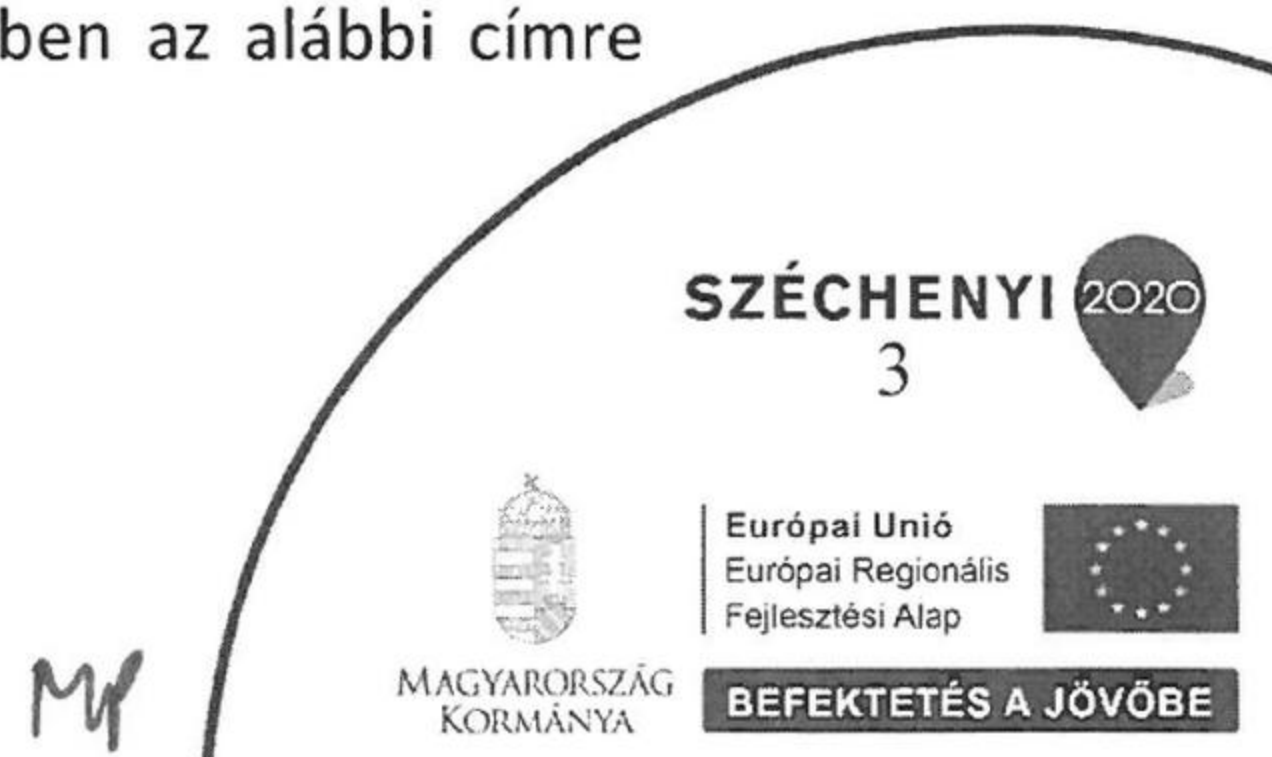 ben az alábbi címre
SZÉCHENYI 2020
3
Európai Unió
Európai Regionális
Fejlesztési Alap
MAGYARORSZÁG
KORMÁNYA
BEFEKTETÉS A JÖVŐBE